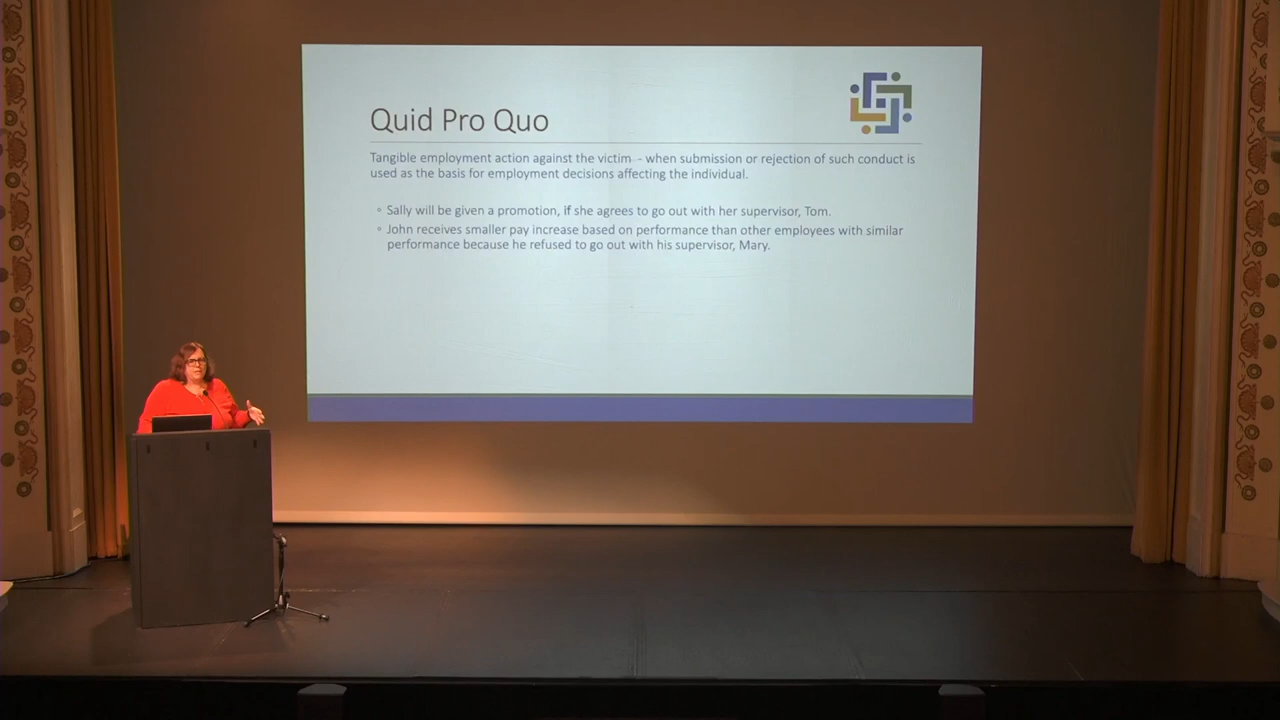 Quid Pro Quo
Tangible employment action against the victim - when submission or rejection of such conduct is
used as the basis for employment decisions affecting the individual.
• Sally will be given a promotion, if she agrees to go out with her supervisor, Tom.
• John receives smaller pay increase based on performance than other employees with similar
performance because he refused to go out with his supervisor, Mary.